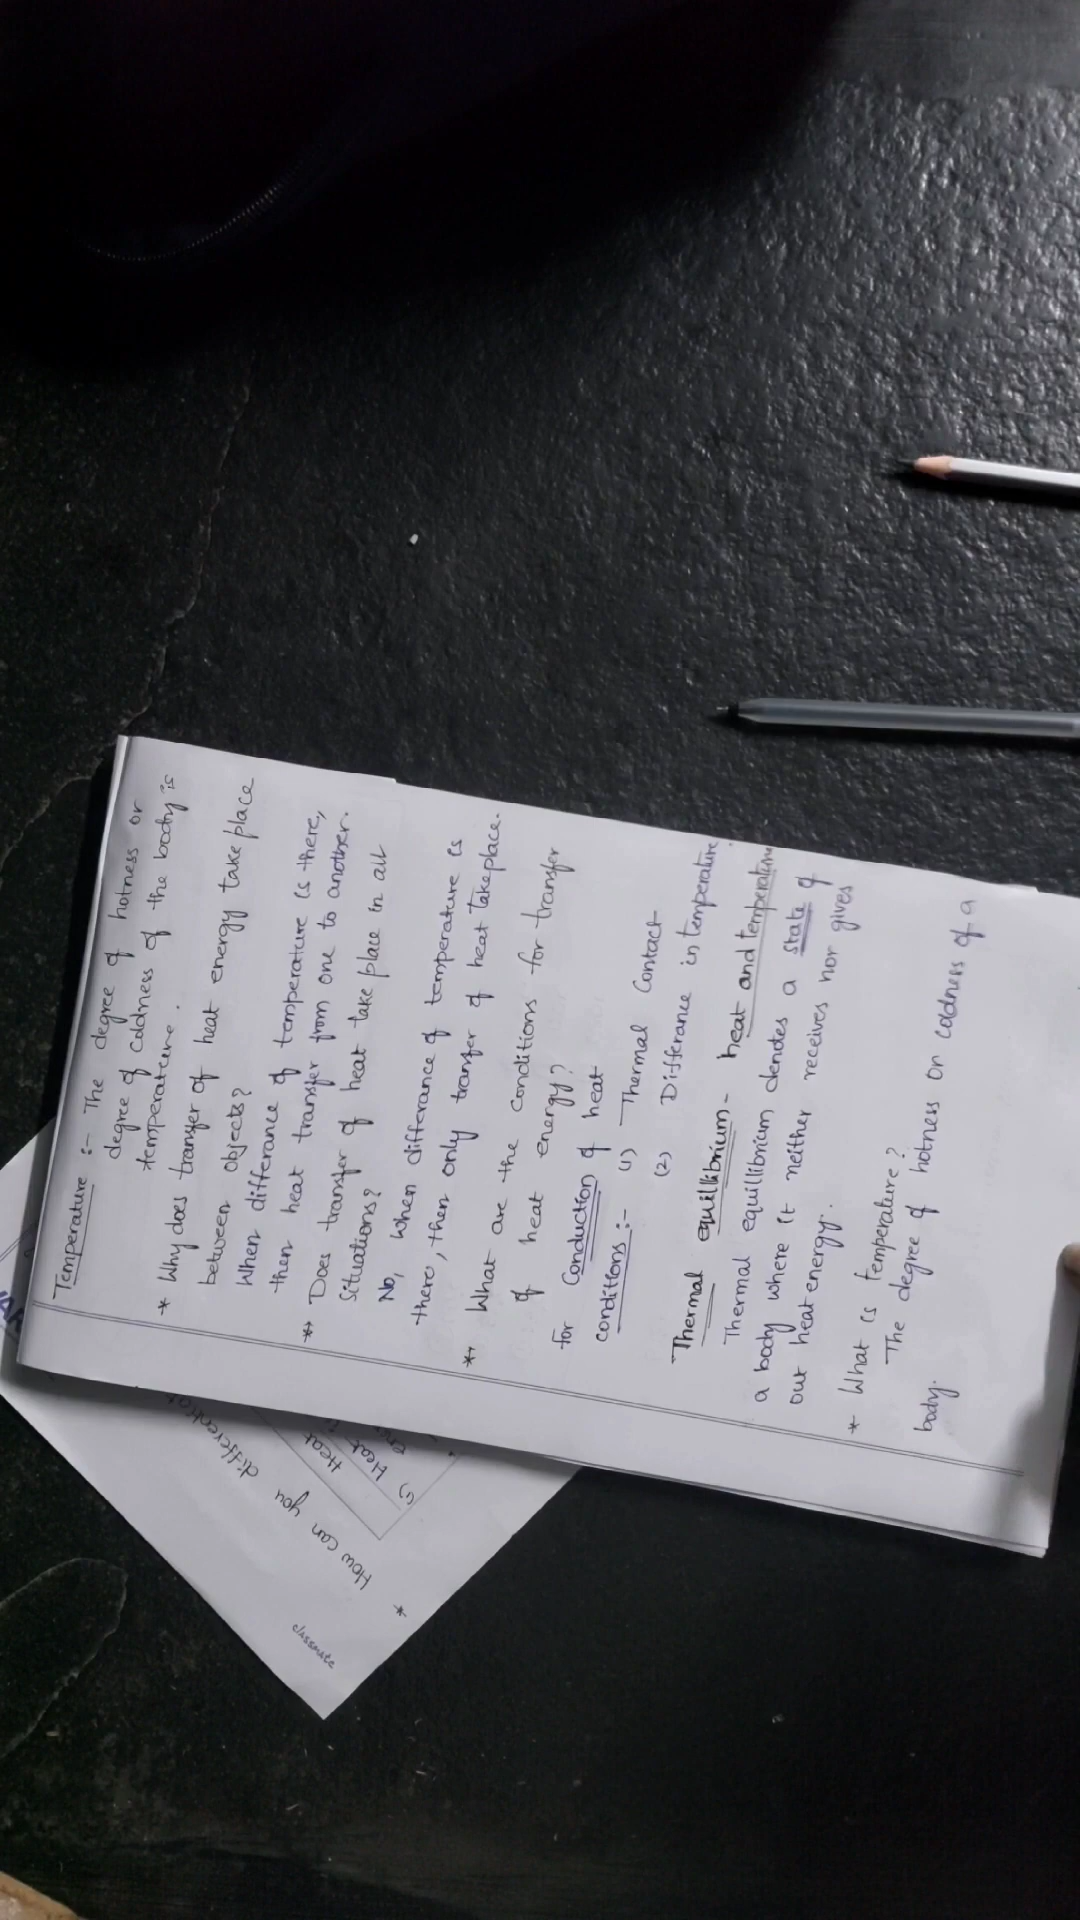 Temperature :- The degree of hotness or
degree of coldness of the body is
temperature.
* Why does transfer of heat energy take place
between objects?
When differance of temperature is there,
then heat transfer from one to another.
* Does transfer of heat take place in all
situations?
No, when differance of temperature is
there, then only transfer of heat takeplace.
* What are the conditions for transfer
of heat energy?
for Conduction of heat
conditions :- (1) Thermal Contact
(2) Differance in temperature.
Thermal equillibrium - heat and temperature
Thermal equillibrium denotes a state of
a body where it neither receives nor gives
out heat energy.
* What is temperature?
The degree of hotness or coldness of a
body.
classmate
* How can you
Heat
(1) Heat